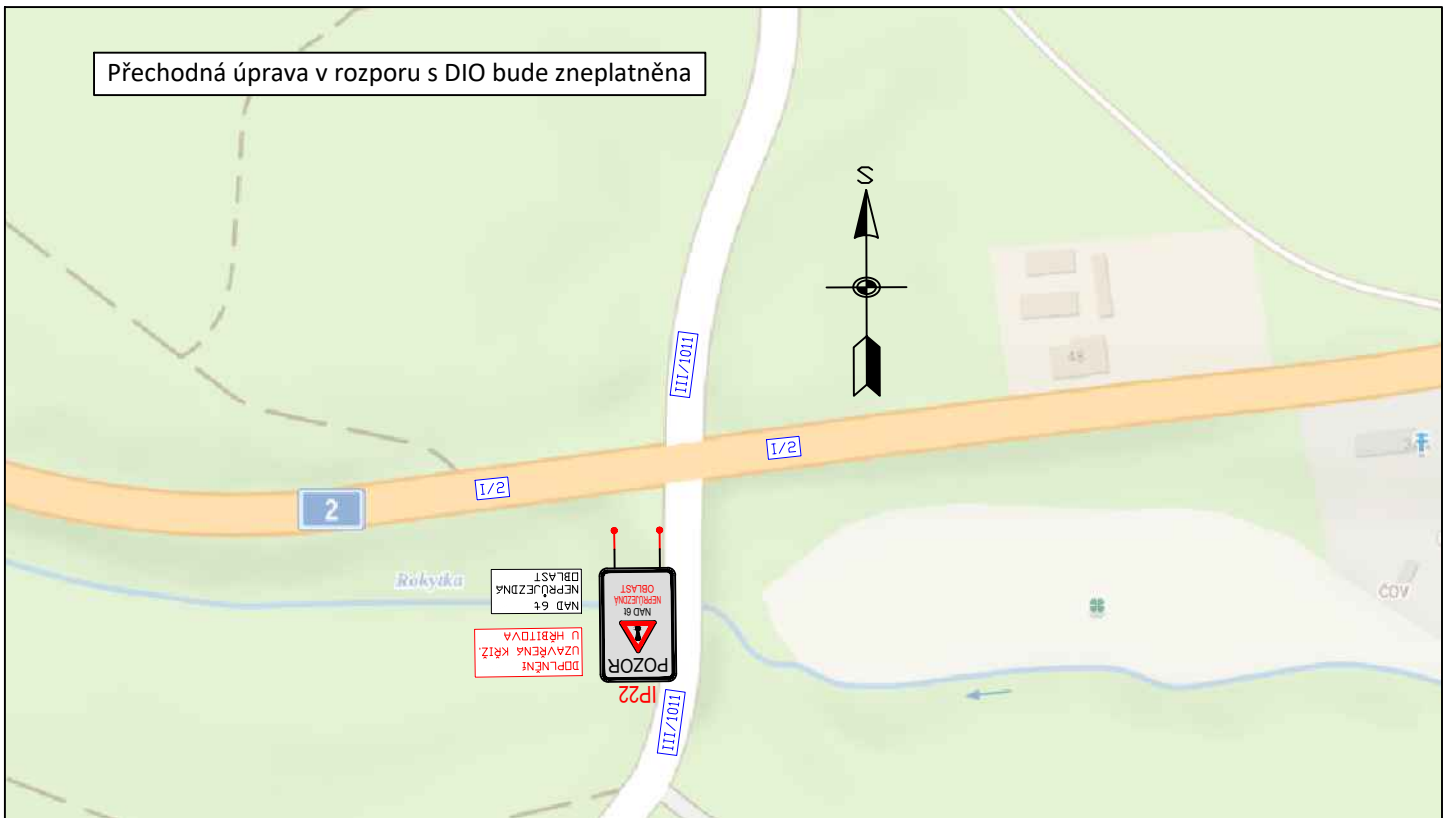 Přechodná úprava v rozporu s DIO bude zneplatněna
S
III/1011
48
I/2
I/2
2
Rokytka
ČOV
IP22
POZOR
NAD 6t
NEPRŮJEZDNÁ
OBLAST
DOPLNĚNÍ
UZAVŘENÁ KŘIŽ.
U HŘBITOVA
NAD 6t
NEPRŮJEZDNÁ
OBLAST
III/1011